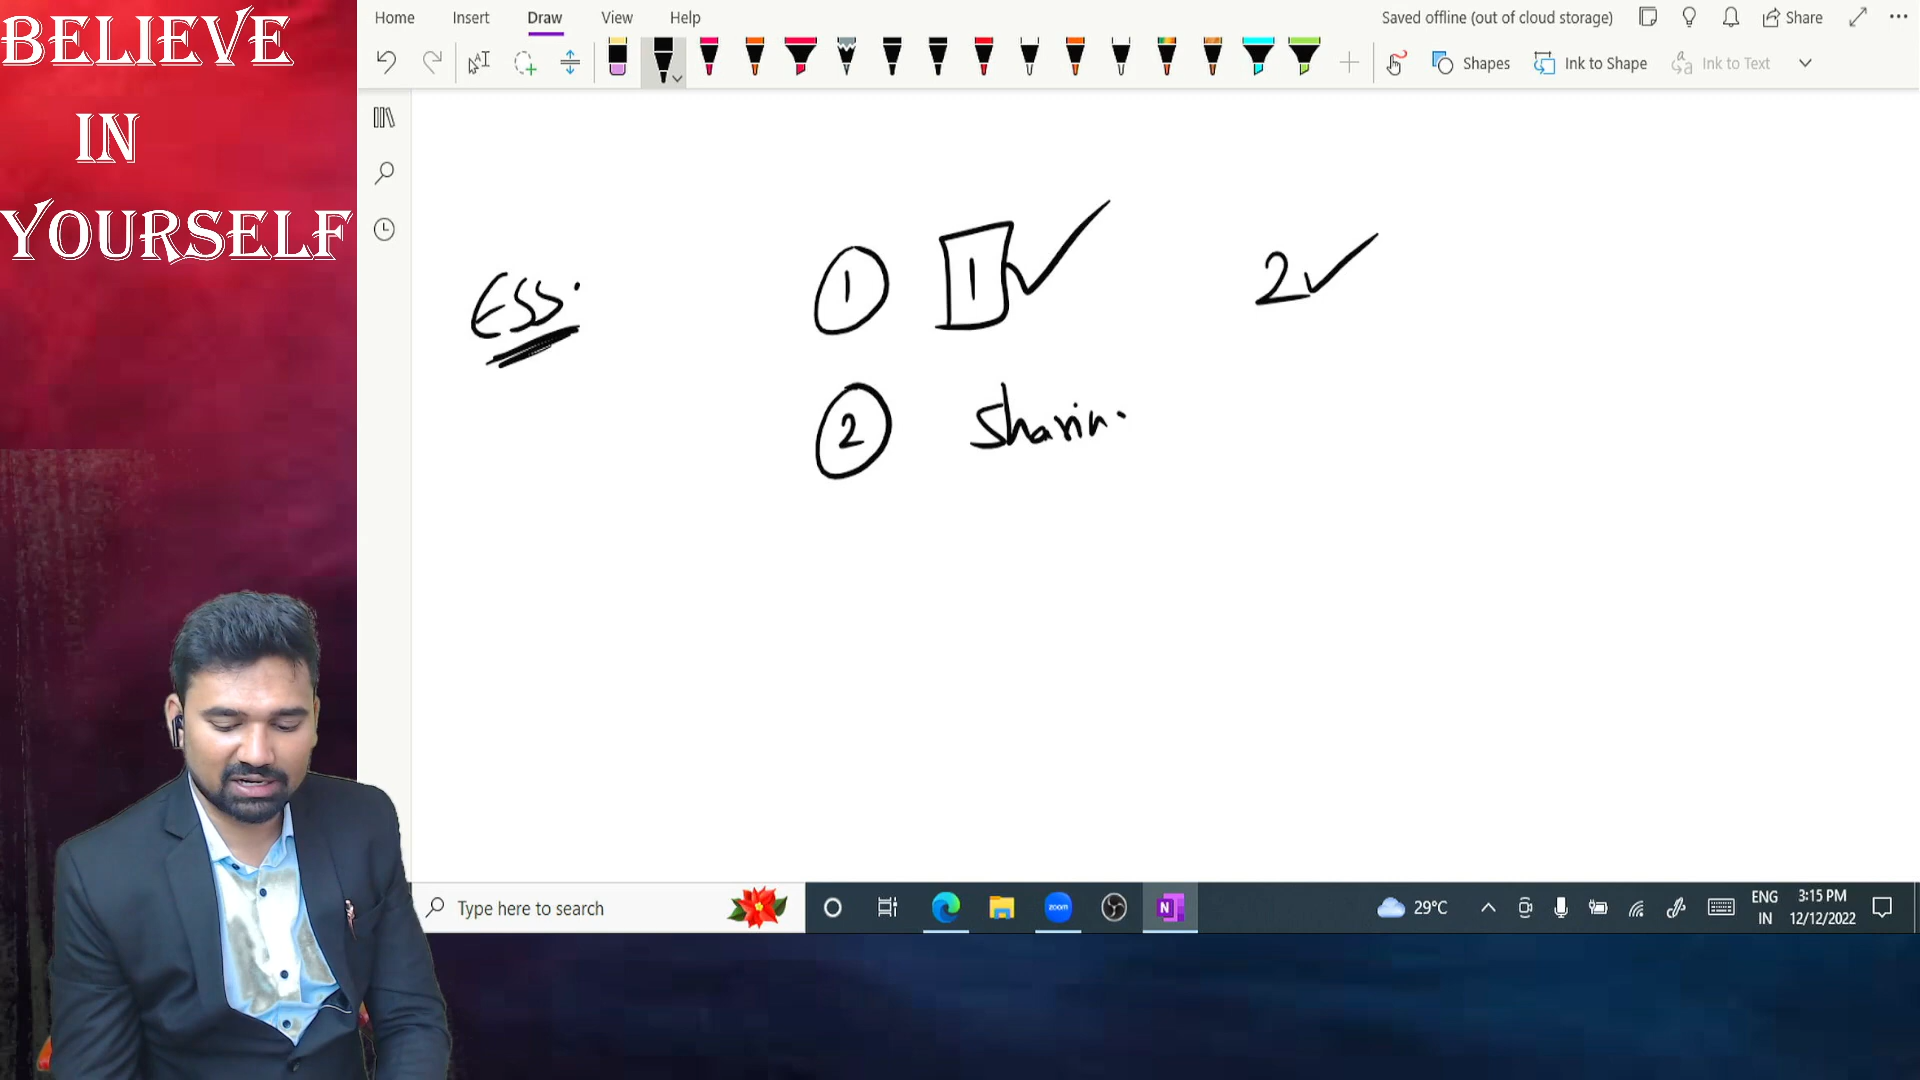 BELIEVE
IN
YOURSELF
Home Insert Draw View Help
Saved offline (out of cloud storage)
Share
Shapes
Ink to Shape
Ink to Text
ESS.
1 1 2
2 Sharin.
Type here to search
zoom
N
29°C
ENG
IN
3:15 PM
12/12/2022